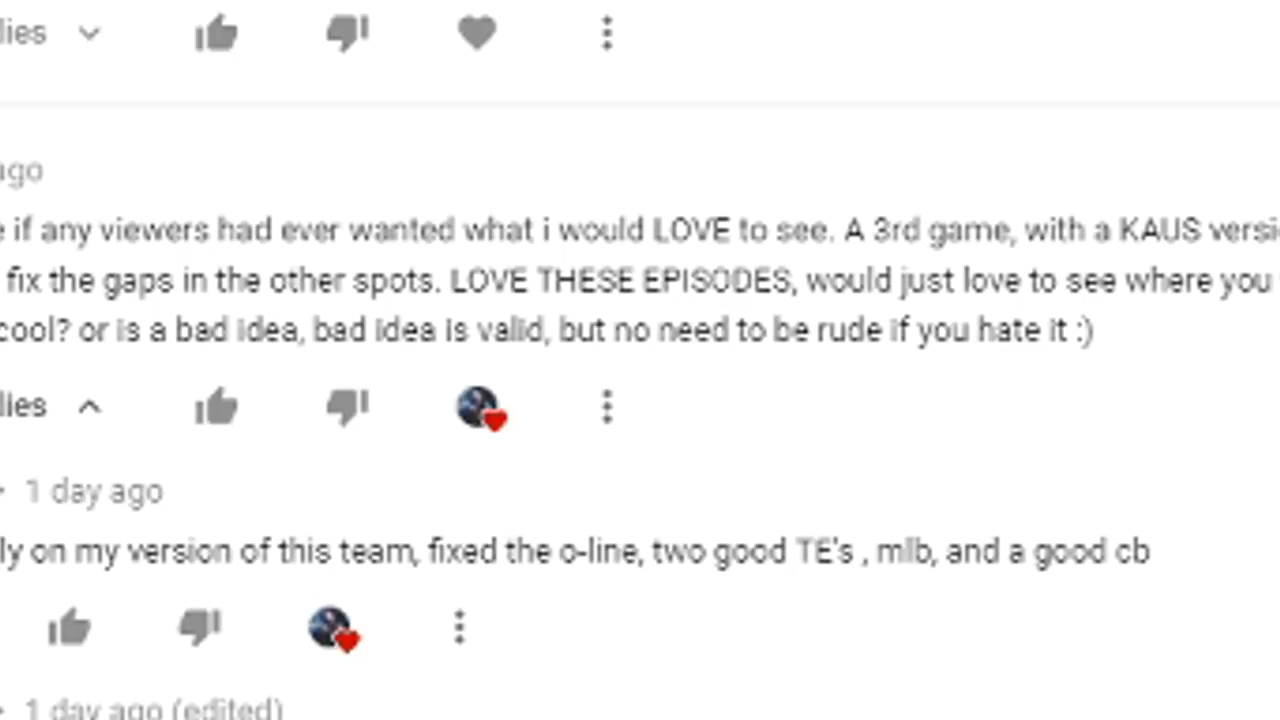 lies
ago
e if any viewers had ever wanted what i would LOVE to see. A 3rd game, with a KAUS versi
fix the gaps in the other spots. LOVE THESE EPISODES, would just love to see where you
cool? or is a bad idea, bad idea is valid, but no need to be rude if you hate it :)
lies
• 1 day ago
ly on my version of this team, fixed the o-line, two good TE's , mlb, and a good cb
• 1 day ago (edited)